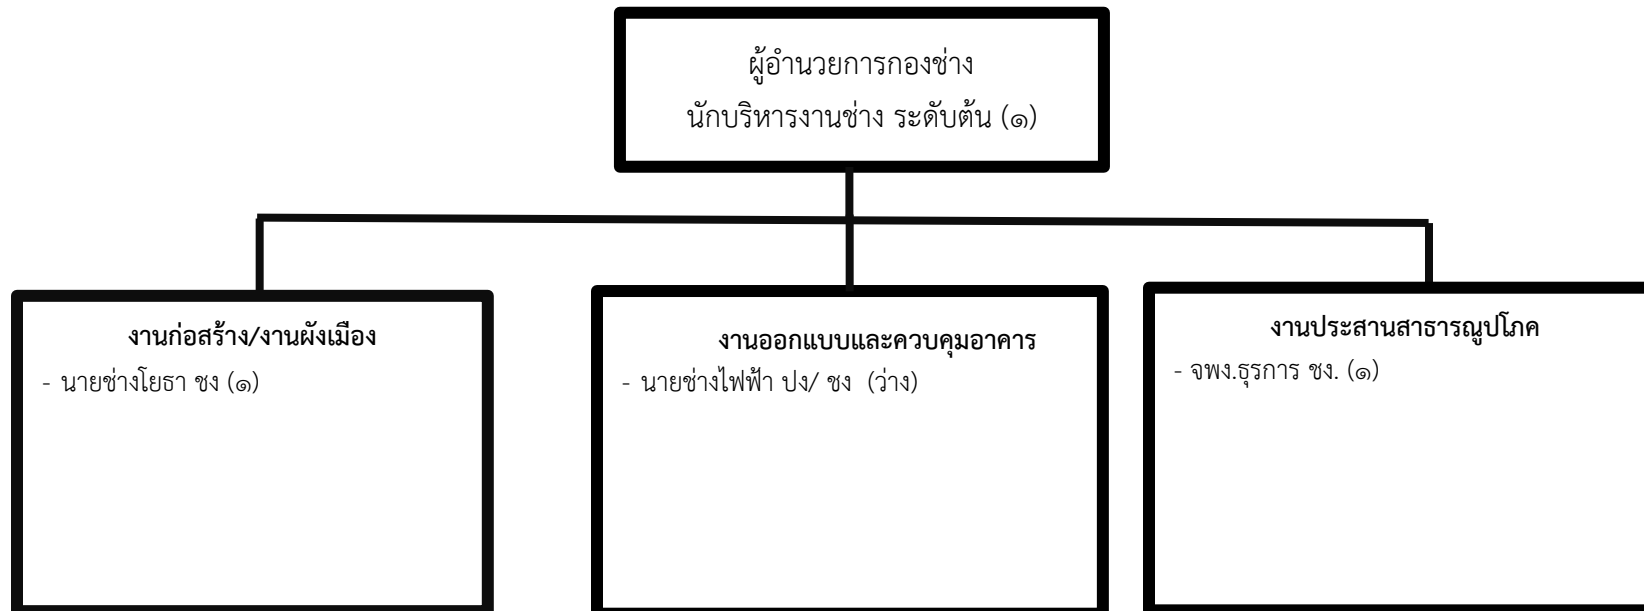 ผู้อำนวยการกองช่าง
นักบริหารงานช่าง ระดับต้น (๑)
งานก่อสร้าง/งานผังเมือง
- นายช่างโยธา ชง (๑)
งานออกแบบและควบคุมอาคาร
- นายช่างไฟฟ้า ปง/ ชง (ว่าง)
งานประสานสาธารณูปโภค
- จพง.ธุรการ ชง. (๑)